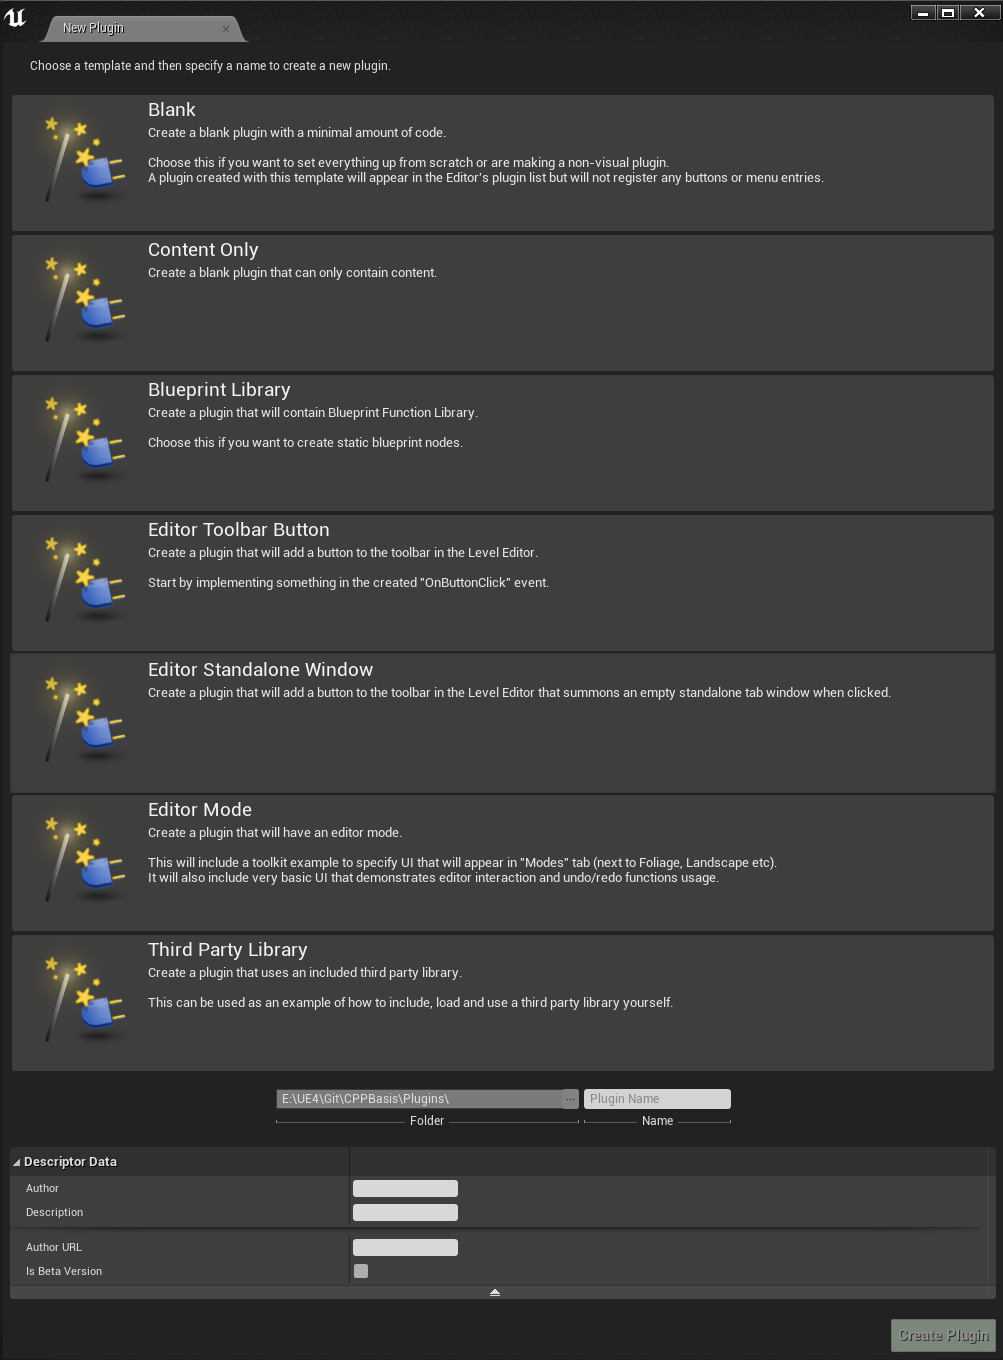 New Plugin
Choose a template and then specify a name to create a new plugin.
Blank
Create a blank plugin with a minimal amount of code.
Choose this if you want to set everything up from scratch or are making a non-visual plugin.
A plugin created with this template will appear in the Editor's plugin list but will not register any buttons or menu entries.
Content Only
Create a blank plugin that can only contain content.
Blueprint Library
Create a plugin that will contain Blueprint Function Library.
Choose this if you want to create static blueprint nodes.
Editor Toolbar Button
Create a plugin that will add a button to the toolbar in the Level Editor.
Start by implementing something in the created "OnButtonClick" event.
Editor Standalone Window
Create a plugin that will add a button to the toolbar in the Level Editor that summons an empty standalone tab window when clicked.
Editor Mode
Create a plugin that will have an editor mode.
This will include a toolkit example to specify UI that will appear in "Modes" tab (next to Foliage, Landscape etc).
It will also include very basic UI that demonstrates editor interaction and undo/redo functions usage.
Third Party Library
Create a plugin that uses an included third party library.
This can be used as an example of how to include, load and use a third party library yourself.
E:\UE4\Git\CPPBasis\Plugins\ ... Plugin Name
Folder Name
Descriptor Data
Author
Description
Author URL
Is Beta Version
Create Plugin